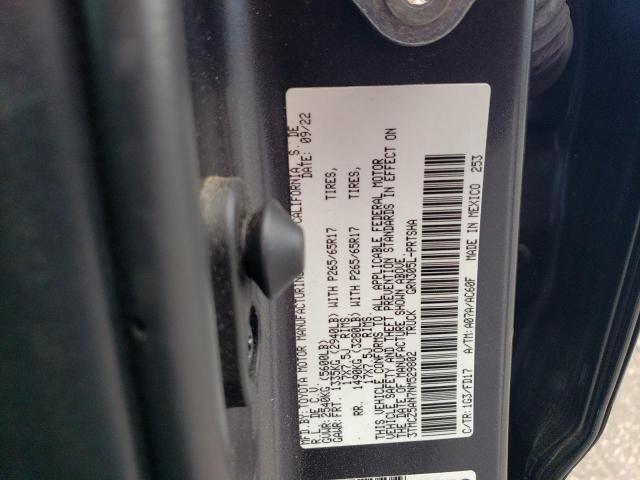 MFD.BY:TOYOTA MOTOR MANUFACTURING CALIFORNIA, S. DE
R.L. DE C.V. DATE: 09/22
GVWR: 2540KG (5600LB)
GAWR: FRT. 1335KG (2940LB) WITH P265/65R17 TIRES,
17X7.5J RIMS
RR. 1490KG (3280LB) WITH P265/65R17 TIRES,
17X7.5J RIMS
THIS VEHICLE CONFORMS TO ALL APPLICABLE FEDERAL MOTOR
VEHICLE SAFETY AND THEFT PREVENTION STANDARDS IN EFFECT ON
THE DATE OF MANUFACTURE SHOWN ABOVE.
3TMCZ5AN7NM529802 TRUCK GRN305L-PRTSHA
C/TR:1G3/FD17 A/TM:A07A/AC60F MADE IN MEXICO 253